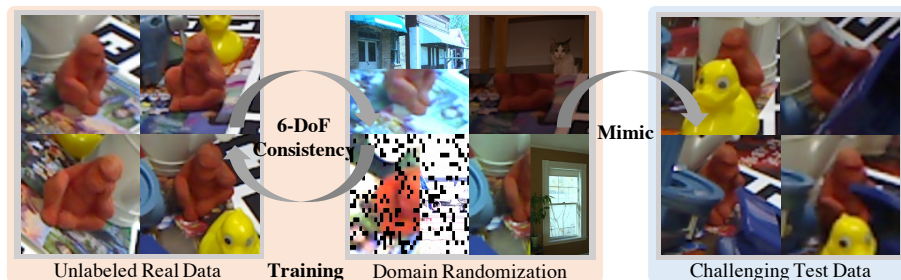 6-DoF
Consistency
Mimic
Unlabeled Real Data
Training
Domain Randomization
Challenging Test Data